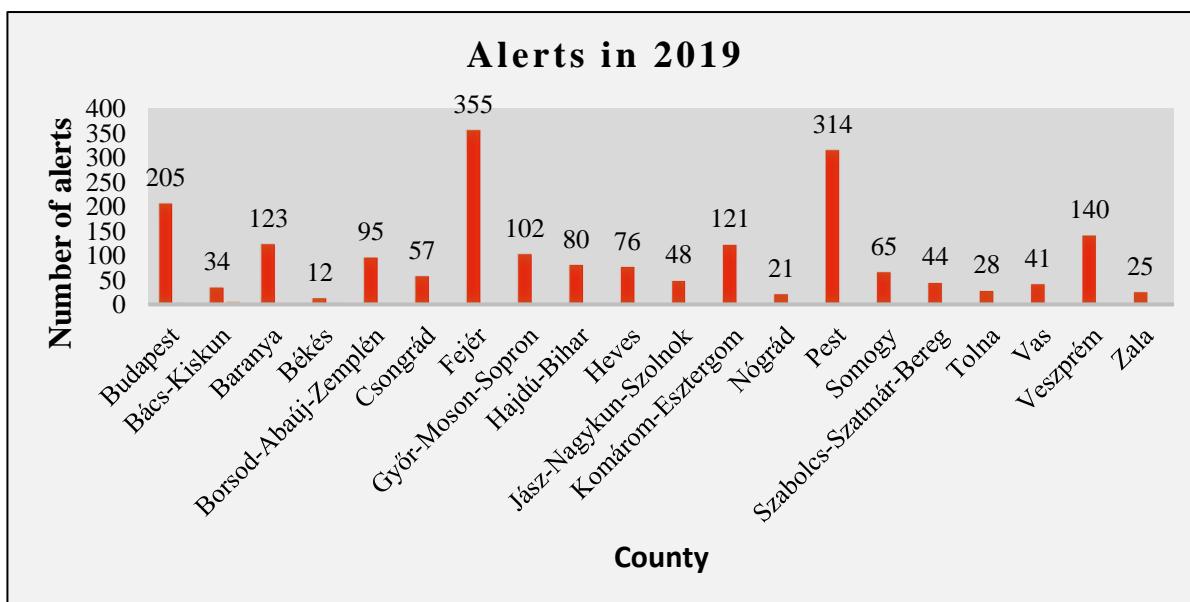 Alerts in 2019
Number of alerts
400
350
300
250
200
150
100
50
0
205
34
123
12
95
57
355
102
80
76
48
121
21
314
65
44
28
41
140
25
Budapest
Bács-Kiskun
Baranya
Békés
Borsod-Abaúj-Zemplén
Csongrád
Fejér
Győr-Moson-Sopron
Hajdú-Bihar
Heves
Jász-Nagykun-Szolnok
Komárom-Esztergom
Nógrád
Pest
Somogy
Szabolcs-Szatmár-Bereg
Tolna
Vas
Veszprém
Zala
County